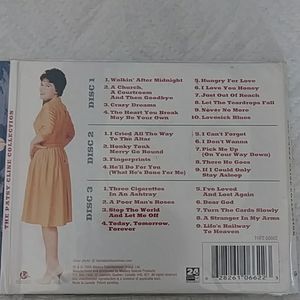 THE PATSY CLINE COLLECTION
DISC 1
1. Walkin' After Midnight
2. A Church, A Courtroom And Then Goodbye
3. Crazy Dreams
4. The Heart You Break May Be Your Own
5. Hungry For Love
6. I Love You Honey
7. Just Out Of Reach
8. Let The Teardrops Fall
9. Never No More
10. Lovesick Blues
DISC 2
1. I Cried All The Way To The Altar
2. Honky Tonk Merry Go Round
3. Fingerprints
4. He'll Do For You (What He's Done For Me)
5. I Can't Forget
6. I Don't Wanna
7. Pick Me Up (On Your Way Down)
8. There He Goes
9. If I Could Only Stay Asleep
DISC 3
1. Three Cigarettes In An Ashtray
2. A Poor Man's Roses
3. Stop The World And Let Me Off
4. Today, Tomorrow, Forever
5. I've Loved And Lost Again
6. Dear God
7. Turn The Cards Slowly
8. A Stranger In My Arms
9. Life's Railway To Heaven
28261 06622